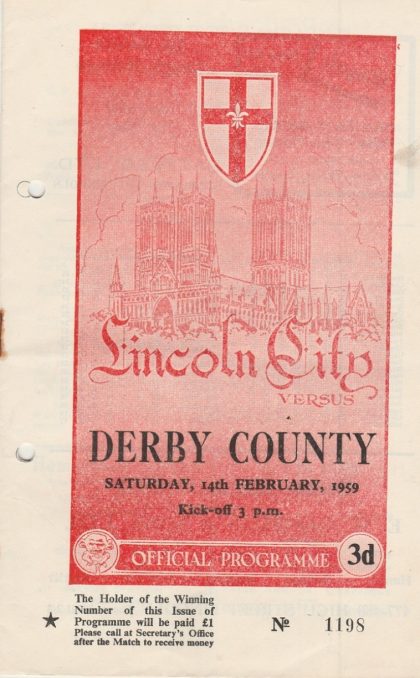 Lincoln City
VERSUS
DERBY COUNTY
SATURDAY, 14th FEBRUARY, 1959
Kick-off 3 p.m.
OFFICIAL PROGRAMME 3d
The Holder of the Winning
Number of this Issue of
★ Programme will be paid £1
Please call at Secretary's Office
after the Match to receive money
№ 1198